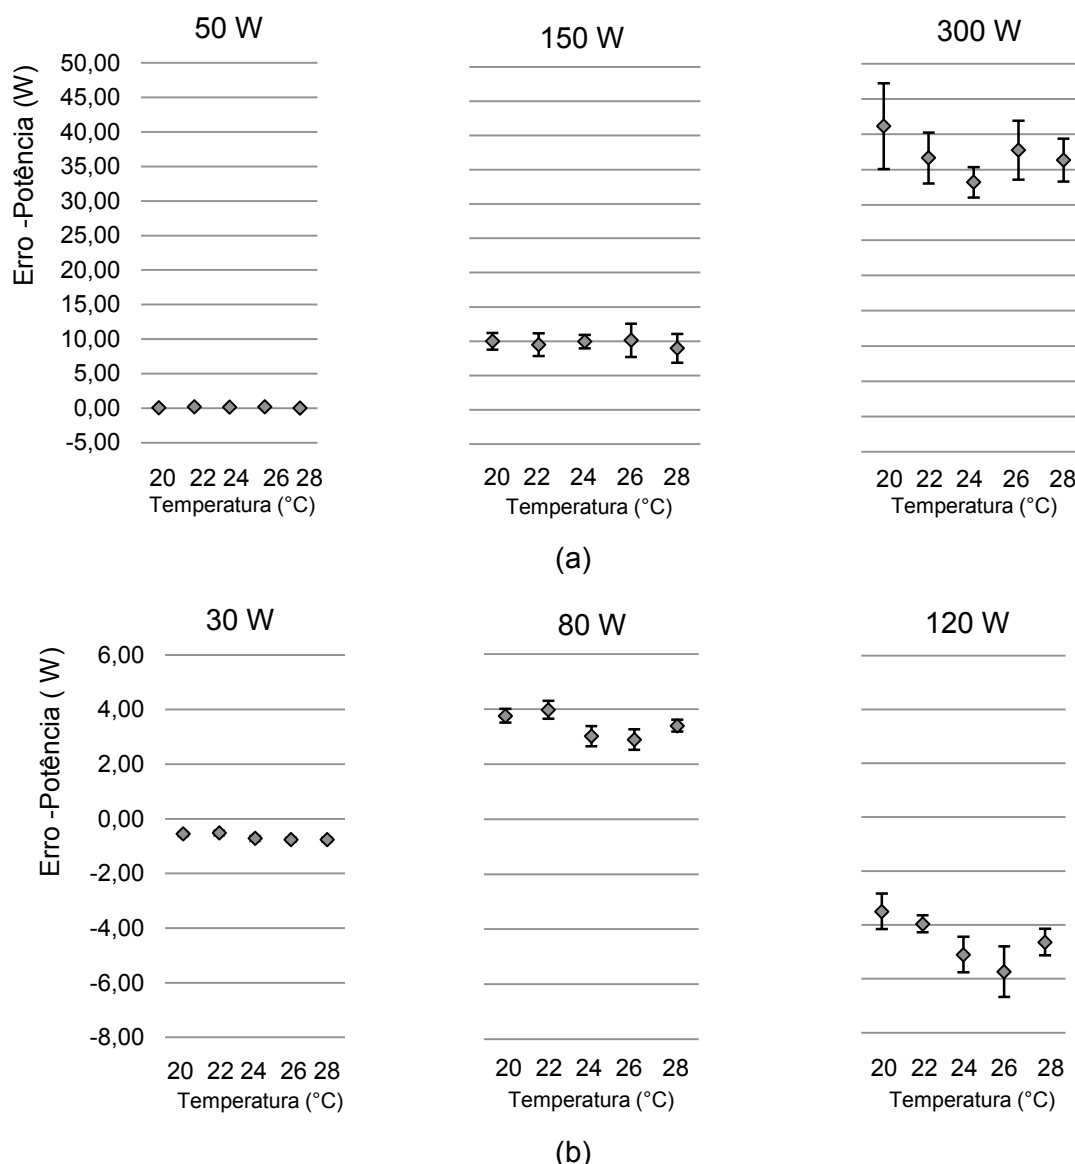 50 W
150 W
300 W
Erro -Potência (W)
50,00
45,00
40,00
35,00
30,00
25,00
20,00
15,00
10,00
5,00
0,00
-5,00
20 22 24 26 28
20 22 24 26 28
20 22 24 26 28
Temperatura (°C)
Temperatura (°C)
Temperatura (°C)
(a)
30 W
80 W
120 W
Erro -Potência ( W)
6,00
4,00
2,00
0,00
-2,00
-4,00
-6,00
-8,00
20 22 24 26 28
20 22 24 26 28
20 22 24 26 28
Temperatura (°C)
Temperatura (°C)
Temperatura (°C)
(b)